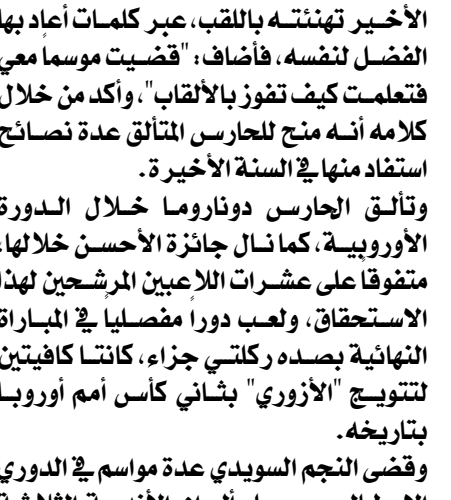 الأخير تهنئته باللقب، عبر كلمات أعاد بها
الفضل لنفسه، فأضاف: "قضيت موسماً معي
فتعلمت كيف تفوز بالألقاب"، وأكد من خلال
كلامه أنه منح للحارس المتألق عدة نصائح
استفاد منها في السنة الأخيرة.
وتألق الحارس دوناروما خلال الدورة
الأوروبية، كما نال جائزة الأحسن خلالها،
متفوقاً على عشرات اللاعبين المرشحين لهذا
الاستحقاق، ولعب دوراً مفصلياً في المباراة
النهائية بصده ركلتي جزاء، كانتا كافيتين
لتتويج "الأزوري" بثاني كأس أمم أوروبا
بتاريخه.
وقضى النجم السويدي عدة مواسم في الدوري